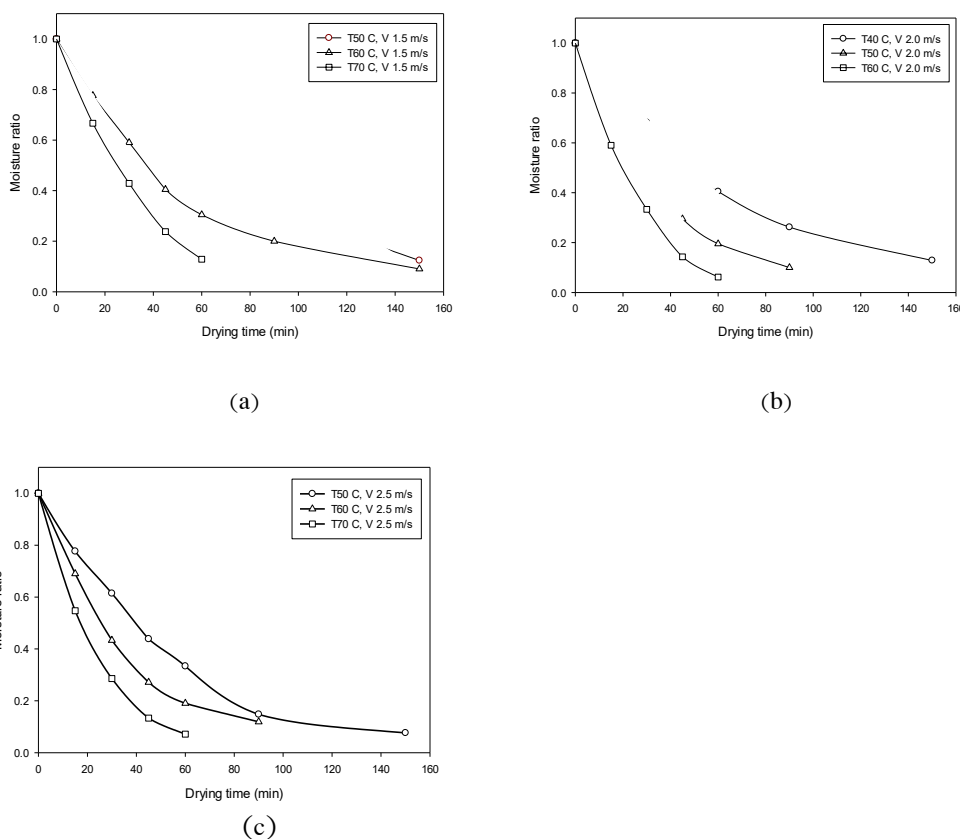 T50 C, V 1.5 m/s
T60 C, V 1.5 m/s
T70 C, V 1.5 m/s
Moisture ratio
1.0
0.8
0.6
0.4
0.2
0.0
0 20 40 60 80 100 120 140 160
Drying time (min)
(a)
T40 C, V 2.0 m/s
T50 C, V 2.0 m/s
T60 C, V 2.0 m/s
Moisture ratio
1.0
0.8
0.6
0.4
0.2
0.0
0 20 40 60 80 100 120 140 160
Drying time (min)
(b)
T50 C, V 2.5 m/s
T60 C, V 2.5 m/s
T70 C, V 2.5 m/s
1.0
0.8
0.6
0.4
0.2
0.0
0 20 40 60 80 100 120 140 160
Drying time (min)
(c)